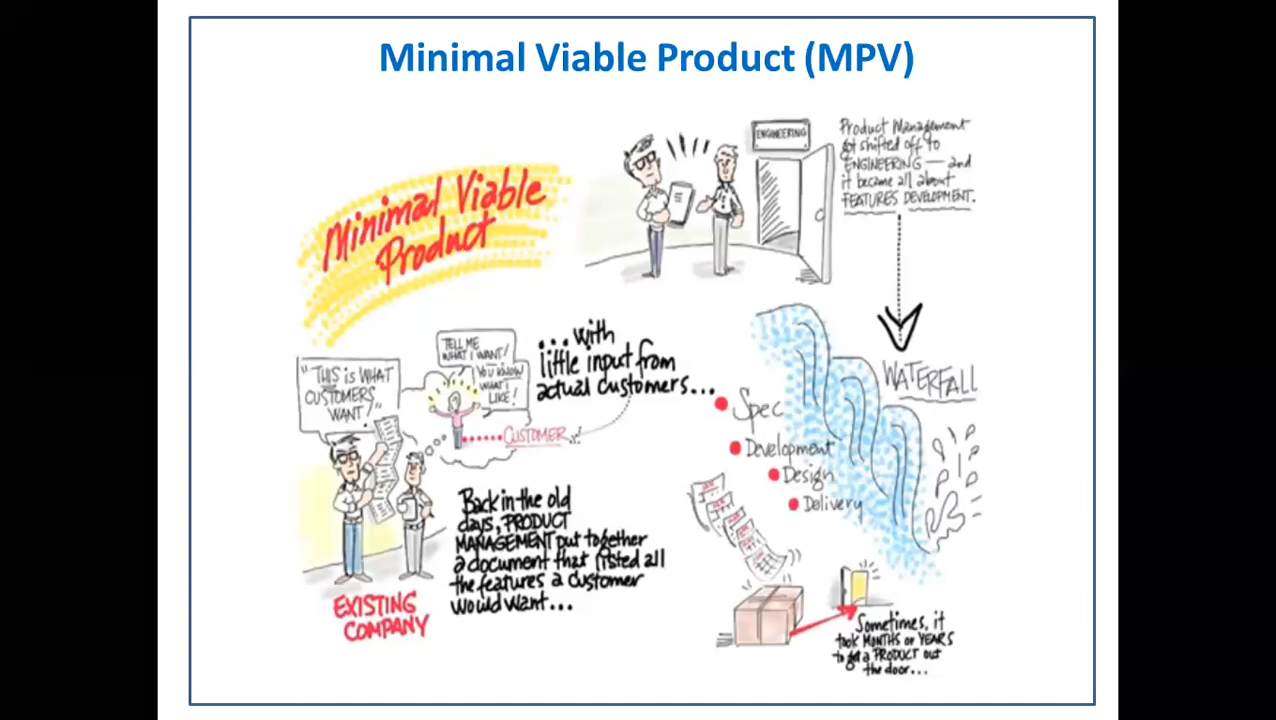 Minimal Viable Product (MPV)
Minimal Viable
Product
ENGINEERING
Product Management
got shifted off to
ENGINEERING — and
it became all about
FEATURES DEVELOPMENT.
"THIS is WHAT
CUSTOMERS
WANT!"
TELL ME
WHAT I WANT!
YOU KNOW
WHAT I
LIKE!
CUSTOMER
...with
little input from
actual customers...
Back in the old
days, PRODUCT
MANAGEMENT put together
a document that listed all
the features a customer
would want...
EXISTING
COMPANY
WATERFALL
Spec
Development
Design
Delivery
Sometimes, it
took MONTHS or YEARS
to get a PRODUCT out
the door...